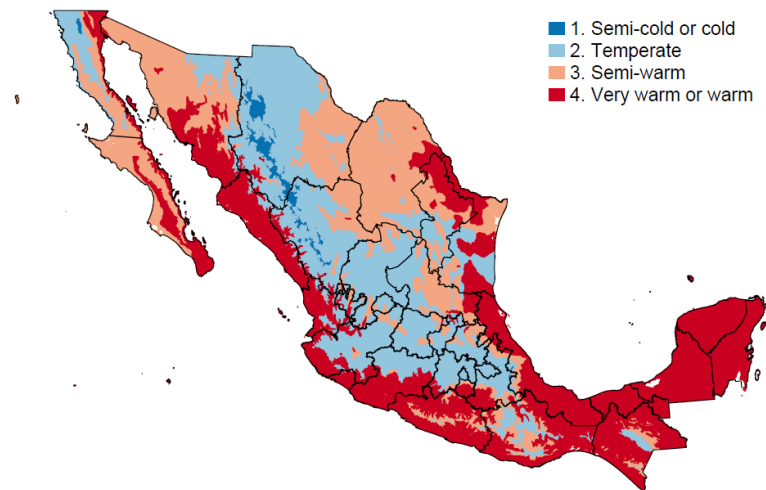 1. Semi-cold or cold
2. Temperate
3. Semi-warm
4. Very warm or warm